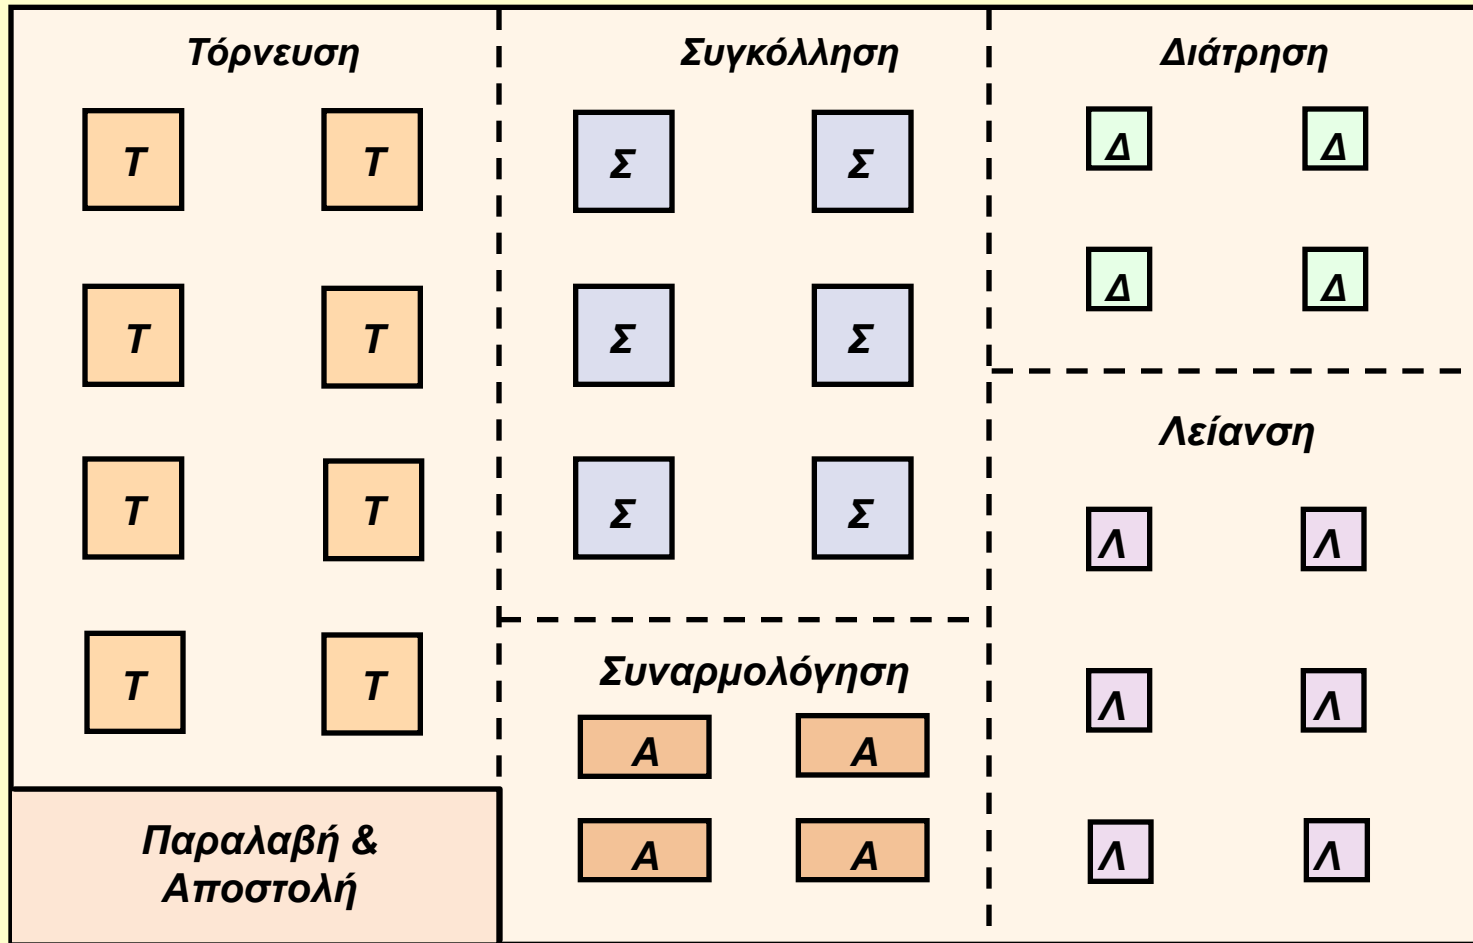 Τόρνευση
Τ Τ
Τ Τ
Τ Τ
Τ Τ
Παραλαβή &
Αποστολή
Συγκόλληση
Σ Σ
Σ Σ
Σ Σ
Συναρμολόγηση
Α Α
Α Α
Διάτρηση
Δ Δ
Δ Δ
Λείανση
Λ Λ
Λ Λ
Λ Λ